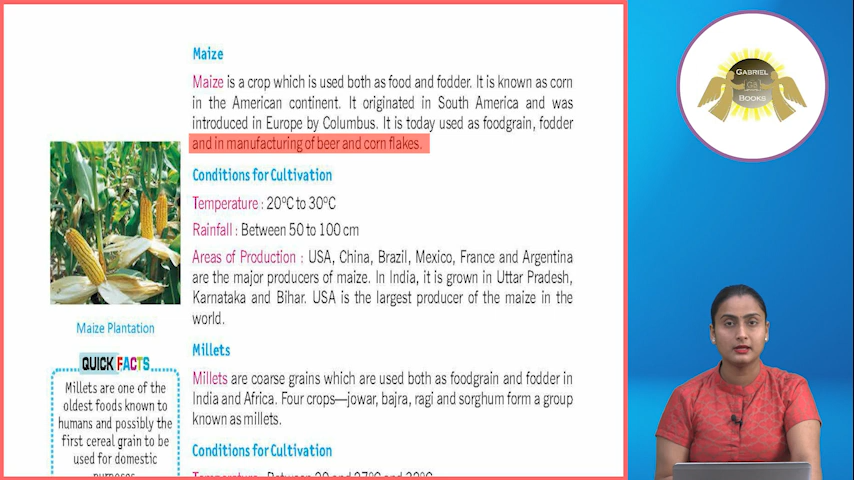 Maize
Maize is a crop which is used both as food and fodder. It is known as corn
in the American continent. It originated in South America and was
introduced in Europe by Columbus. It is today used as foodgrain, fodder
and in manufacturing of beer and corn flakes.
Conditions for Cultivation
Temperature : 20°C to 30°C
Rainfall : Between 50 to 100 cm
Areas of Production : USA, China, Brazil, Mexico, France and Argentina
are the major producers of maize. In India, it is grown in Uttar Pradesh,
Karnataka and Bihar. USA is the largest producer of the maize in the
world.
Millets
Millets are coarse grains which are used both as foodgrain and fodder in
India and Africa. Four crops—jowar, bajra, ragi and sorghum form a group
known as millets.
Conditions for Cultivation
Maize Plantation
QUICK FACTS
Millets are one of the
oldest foods known to
humans and possibly the
first cereal grain to be
used for domestic
GABRIEL
BOOKS